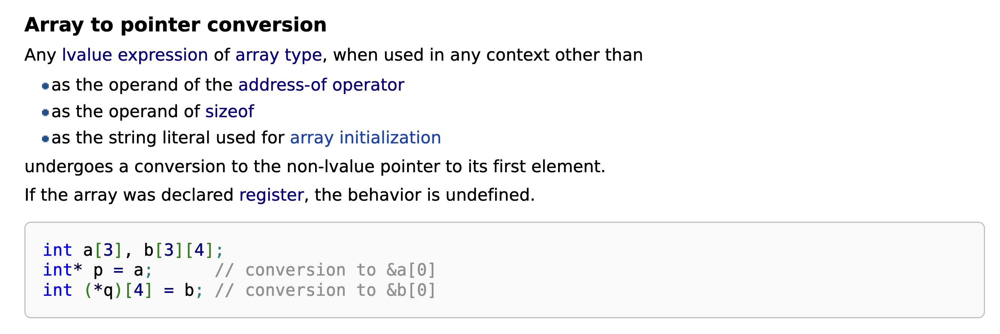 Array to pointer conversion
Any lvalue expression of array type, when used in any context other than
as the operand of the address-of operator
as the operand of sizeof
as the string literal used for array initialization
undergoes a conversion to the non-lvalue pointer to its first element.
If the array was declared register, the behavior is undefined.
int a[3], b[3][4];
int* p = a;      // conversion to &a[0]
int (*q)[4] = b; // conversion to &b[0]